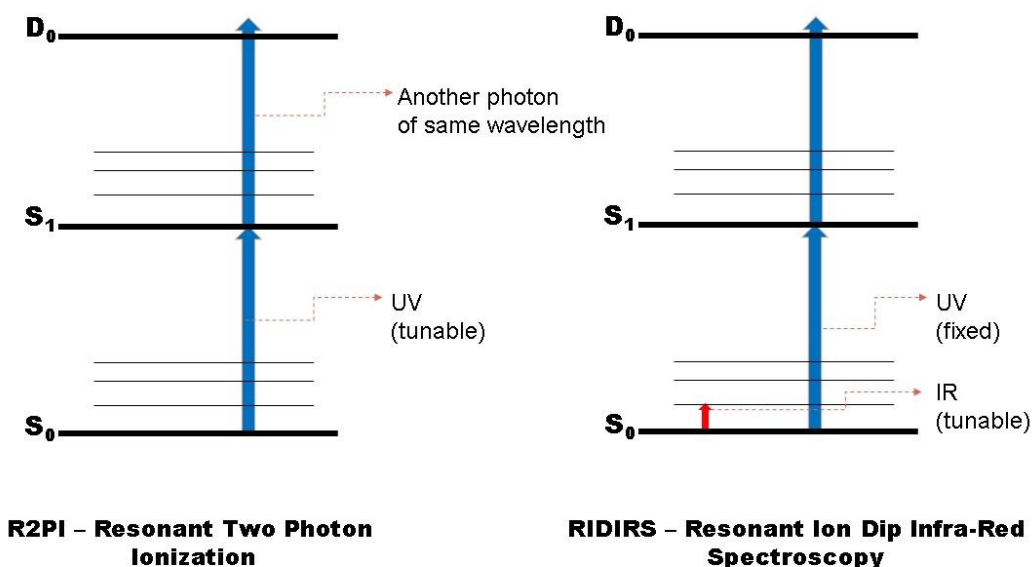 D0
Another photon
of same wavelength
S1
UV
(tunable)
S0
R2PI – Resonant Two Photon
Ionization
D0
S1
UV
(fixed)
IR
(tunable)
S0
RIDIRS – Resonant Ion Dip Infra-Red
Spectroscopy